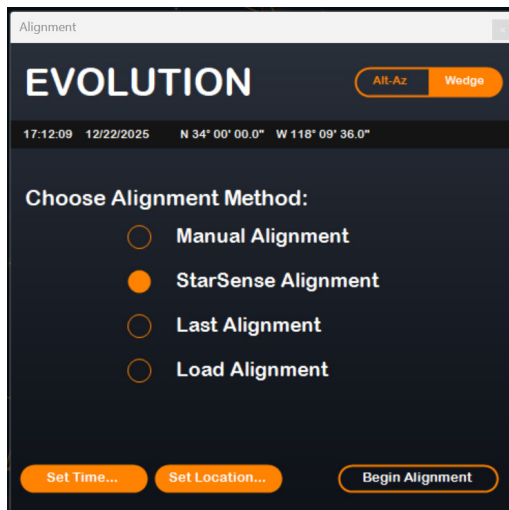 Alignment
EVOLUTION
Alt-Az Wedge
17:12:09 12/22/2025 N 34° 00' 00.0" W 118° 09' 36.0"
Choose Alignment Method:
Manual Alignment
StarSense Alignment
Last Alignment
Load Alignment
Set Time... Set Location... Begin Alignment